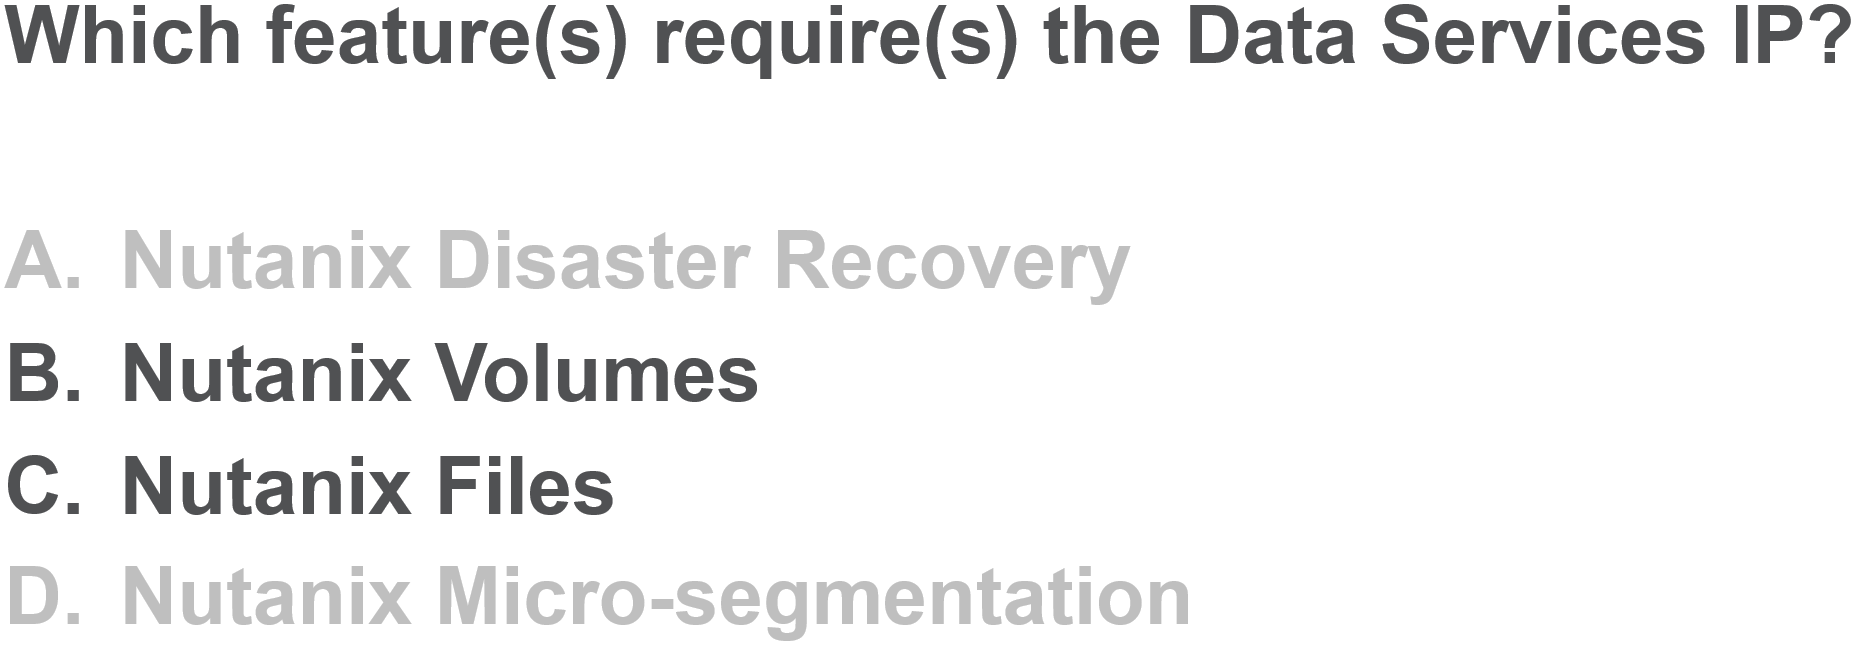 Which feature(s) require(s) the Data Services IP?
A. Nutanix Disaster Recovery
B. Nutanix Volumes
C. Nutanix Files
D. Nutanix Micro-segmentation